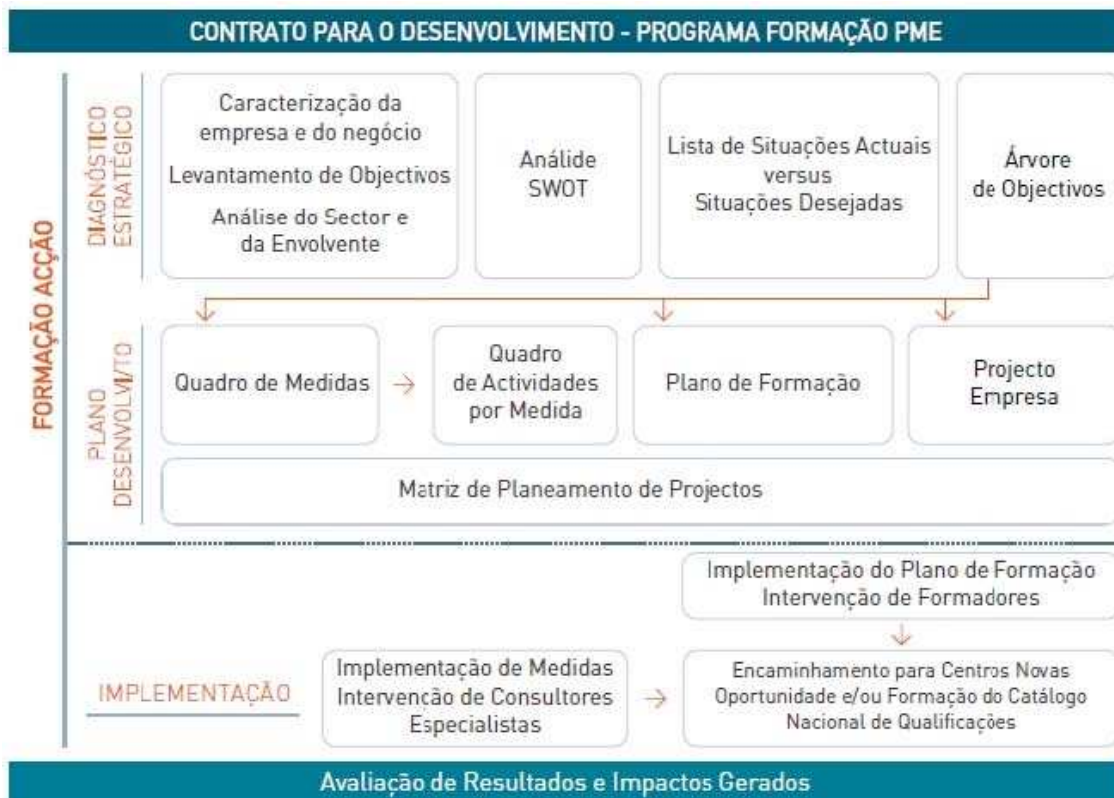 CONTRATO PARA O DESENVOLVIMENTO - PROGRAMA FORMAÇÃO PME
FORMAÇÃO ACÇÃO
DIAGNÓSTICO
ESTRATÉGICO
Caracterização da
empresa e do negócio
Levantamento de Objectivos
Análise do Sector e
da Envolvente
Análide
SWOT
Lista de Situações Actuais
versus
Situações Desejadas
Árvore
de Objectivos
PLANO
DESENVOLVI/TO
Quadro de Medidas
Quadro
de Actividades
por Medida
Plano de Formação
Projecto
Empresa
Matriz de Planeamento de Projectos
IMPLEMENTAÇÃO
Implementação do Plano de Formação
Intervenção de Formadores
Implementação de Medidas
Intervenção de Consultores
Especialistas
Encaminhamento para Centros Novas
Oportunidade e/ou Formação do Catálogo
Nacional de Qualificações
Avaliação de Resultados e Impactos Gerados